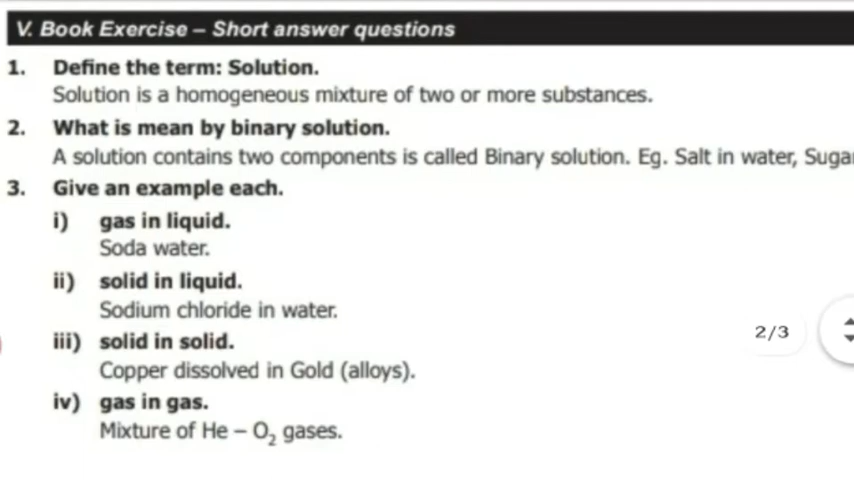 V. Book Exercise – Short answer questions
1. Define the term: Solution.
Solution is a homogeneous mixture of two or more substances.
2. What is mean by binary solution.
A solution contains two components is called Binary solution. Eg. Salt in water,
3. Give an example each.
i) gas in liquid.
Soda water.
ii) solid in liquid.
Sodium chloride in water.
iii) solid in solid.
Copper dissolved in Gold (alloys).
2/3
iv) gas in gas.
Mixture of He – O₂ gases.